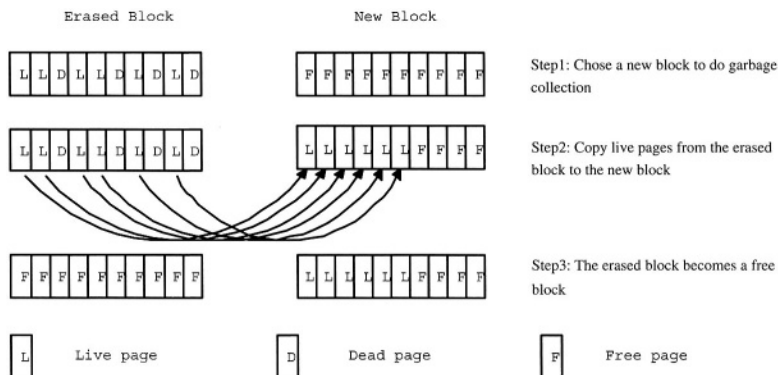 Erased Block New Block
L L D L L D L D L D F F F F F F F F F F Step1: Chose a new block to do garbage
collection
L L D L L D L D L D L L L L L L F F F F Step2: Copy live pages from the erased
block to the new block
F F F F F F F F F F L L L L L L F F F F Step3: The erased block becomes a free
block
L Live page D Dead page F Free page